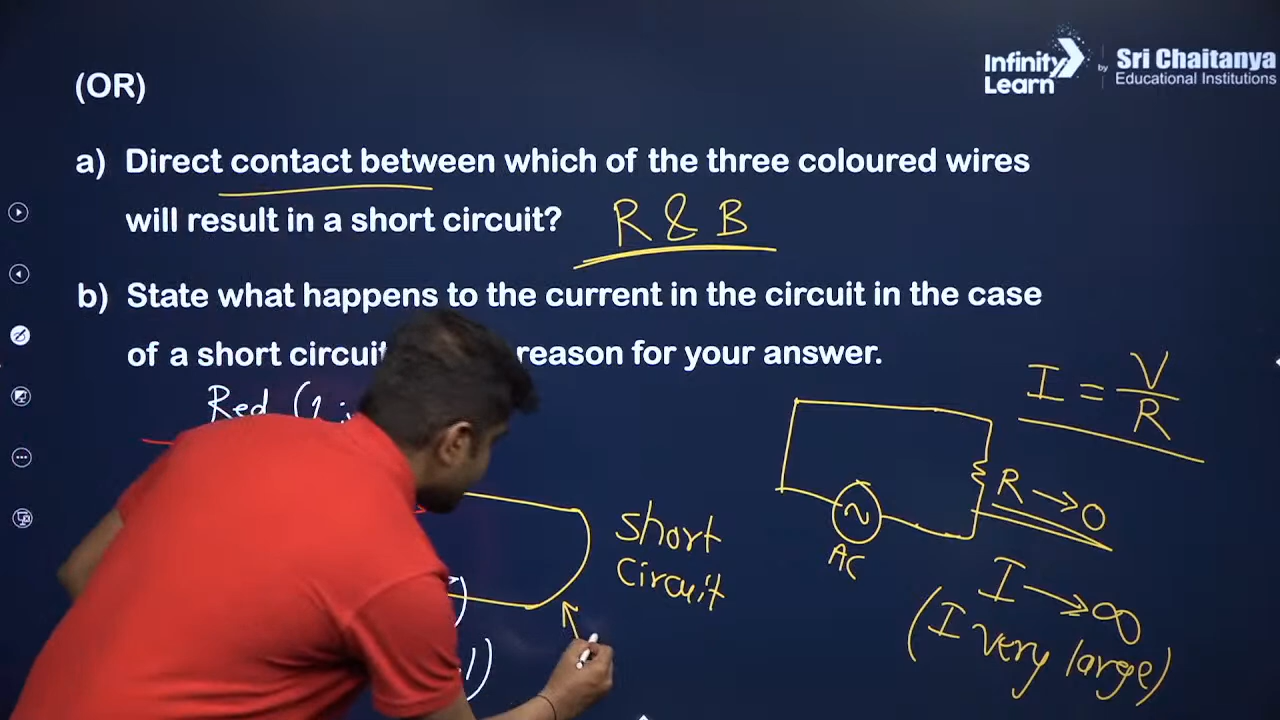 Infinity
Learn
by
Sri Chaitanya
Educational Institutions
(OR)
a) Direct contact between which of the three coloured wires
will result in a short circuit? R & B
b) State what happens to the current in the circuit in the case
of a short circuit reason for your answer.
Red (
I = V/R
R → 0
AC
short
circuit
I → ∞
(I very large)